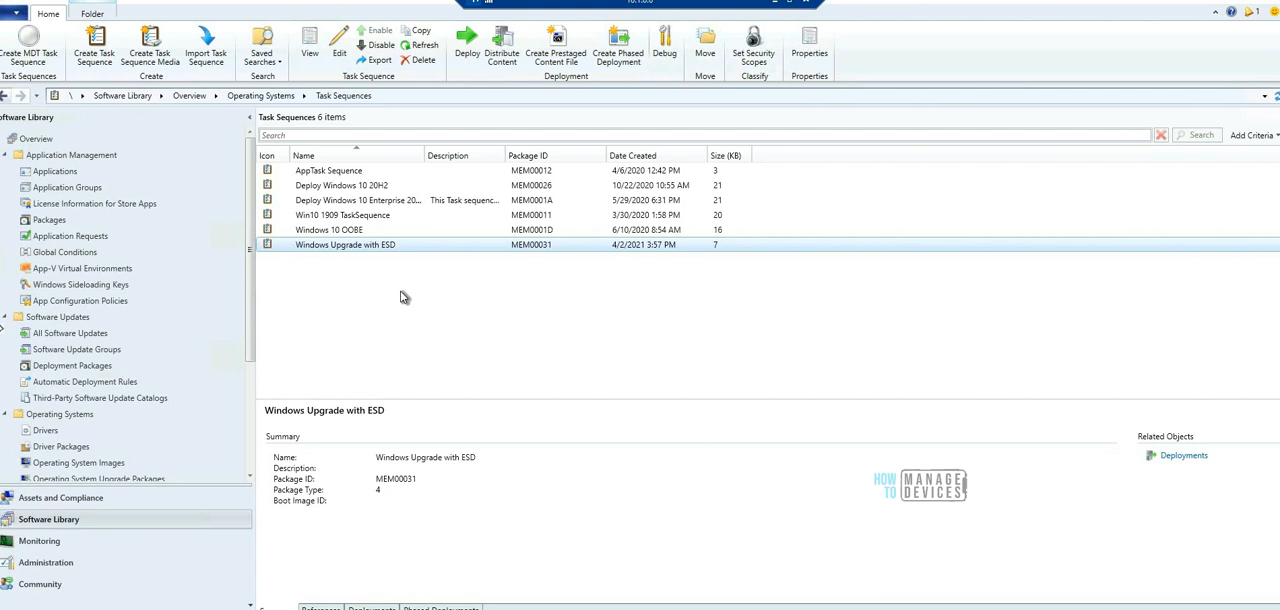 Home Folder
Create MDT Task Sequence
Create Task Sequence
Create Task Sequence Media
Import Task Sequence
Saved Searches
View
Edit
Enable
Disable
Export
Copy
Refresh
Delete
Deploy
Distribute Content
Create Prestaged Content File
Create Phased Deployment
Debug
Move
Set Security Scopes
Properties
1
Task Sequences Create Search Task Sequence Deployment Move Classify Properties
\ Software Library Overview Operating Systems Task Sequences
oftware Library
Overview
Application Management
Applications
Application Groups
License Information for Store Apps
Packages
Application Requests
Global Conditions
App-V Virtual Environments
Windows Sideloading Keys
App Configuration Policies
Software Updates
All Software Updates
Software Update Groups
Deployment Packages
Automatic Deployment Rules
Third-Party Software Update Catalogs
Operating Systems
Drivers
Driver Packages
Operating System Images
Operating System Upgrade Packages
Assets and Compliance
Software Library
Monitoring
Administration
Community
Task Sequences 6 items
Search Search Add Criteria
Icon Name Description Package ID Date Created Size (KB)
AppTask Sequence MEM00012 4/6/2020 12:42 PM 3
Deploy Windows 10 20H2 MEM00026 10/22/2020 10:55 AM 21
Deploy Windows 10 Enterprise 20... This Task sequenc... MEM0001A 5/29/2020 6:31 PM 21
Win10 1909 TaskSequence MEM00011 3/30/2020 1:58 PM 20
Windows 10 OOBE MEM0001D 6/10/2020 8:54 AM 16
Windows Upgrade with ESD MEM00031 4/2/2021 3:57 PM 7
Windows Upgrade with ESD
Summary
Name: Windows Upgrade with ESD
Description:
Package ID: MEM00031
Package Type: 4
Boot Image ID:
Related Objects
Deployments
HOW TO MANAGE DEVICES
References Deployments Phased Deployments